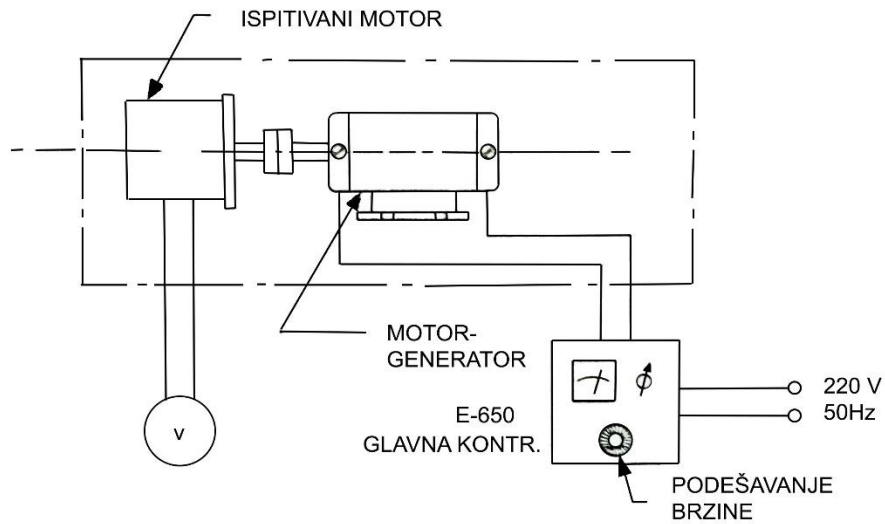 ISPITIVANI MOTOR
MOTOR-
GENERATOR
E-650
GLAVNA KONTR.
220 V
50Hz
V
PODEŠAVANJE
BRZINE